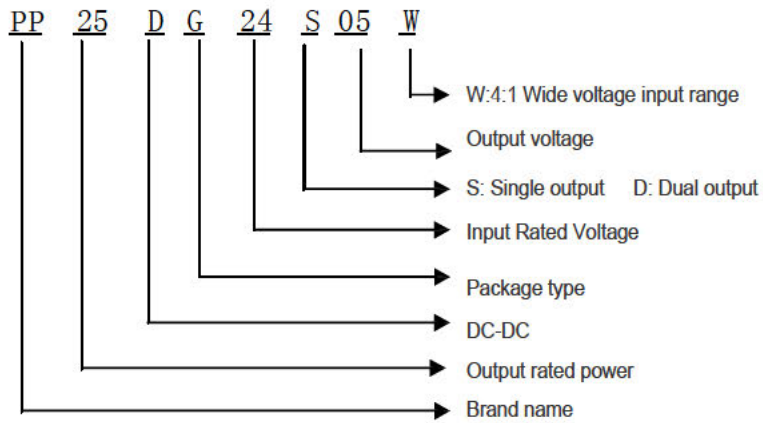 PP 25 D G 24 S 05 W
W:4:1 Wide voltage input range
Output voltage
S: Single output D: Dual output
Input Rated Voltage
Package type
DC-DC
Output rated power
Brand name